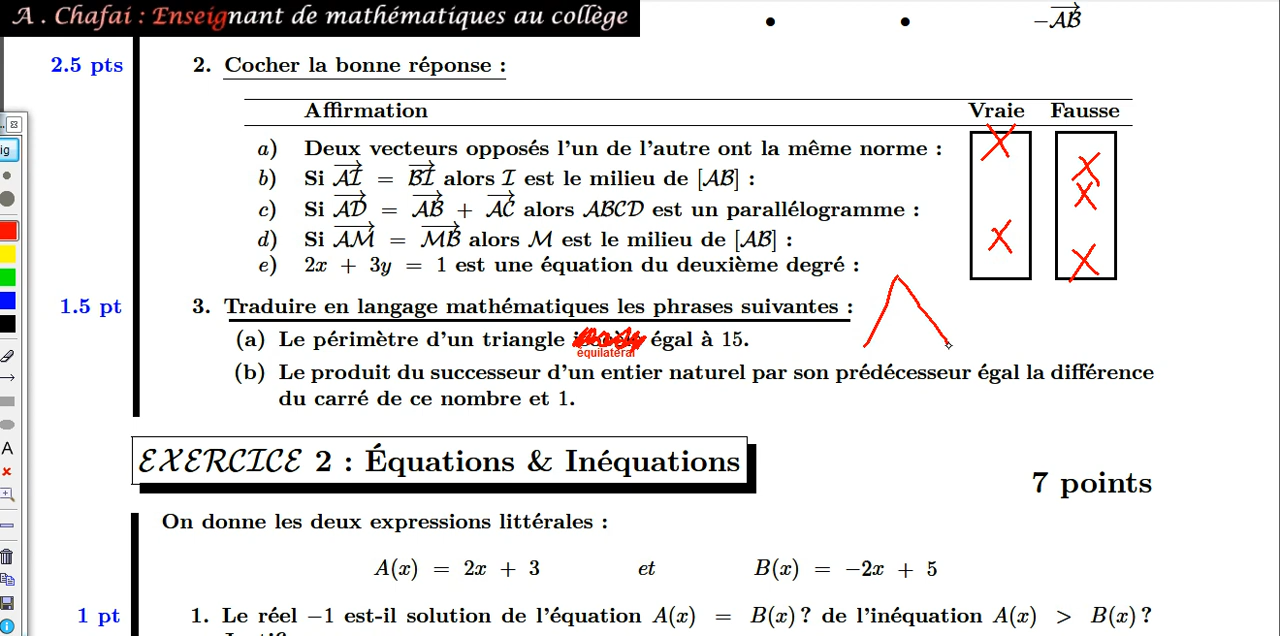 A . Chafai : Enseignant de mathématiques au collège
−AB
2.5 pts 2. Cocher la bonne réponse :
Affirmation Vraie Fausse
a) Deux vecteurs opposés l'un de l'autre ont la même norme :
b) Si AI = BI alors I est le milieu de [AB] :
c) Si AD = AB + AC alors ABCD est un parallélogramme :
d) Si AM = MB alors M est le milieu de [AB] :
e) 2x + 3y = 1 est une équation du deuxième degré :
1.5 pt 3. Traduire en langage mathématiques les phrases suivantes :
(a) Le périmètre d'un triangle égal à 15.
équilatéral
(b) Le produit du successeur d'un entier naturel par son prédécesseur égal la différence
du carré de ce nombre et 1.
EXERCICE 2 : Équations & Inéquations
7 points
On donne les deux expressions littérales :
A(x) = 2x + 3 et B(x) = −2x + 5
1 pt 1. Le réel −1 est-il solution de l'équation A(x) = B(x)? de l'inéquation A(x) > B(x)?